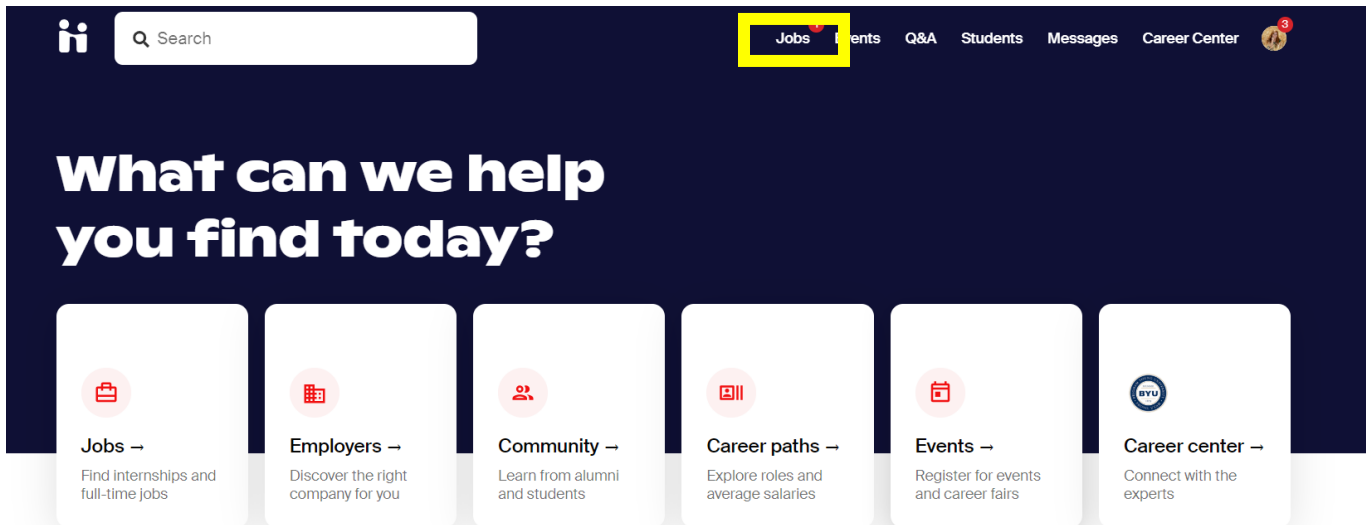 Search
Jobs Events Q&A Students Messages Career Center 3
What can we help
you find today?
Jobs → Employers → Community → Career paths → Events → Career center →
Find internships and
full-time jobs
Discover the right
company for you
Learn from alumni
and students
Explore roles and
average salaries
Register for events
and career fairs
BYU
Connect with the
experts